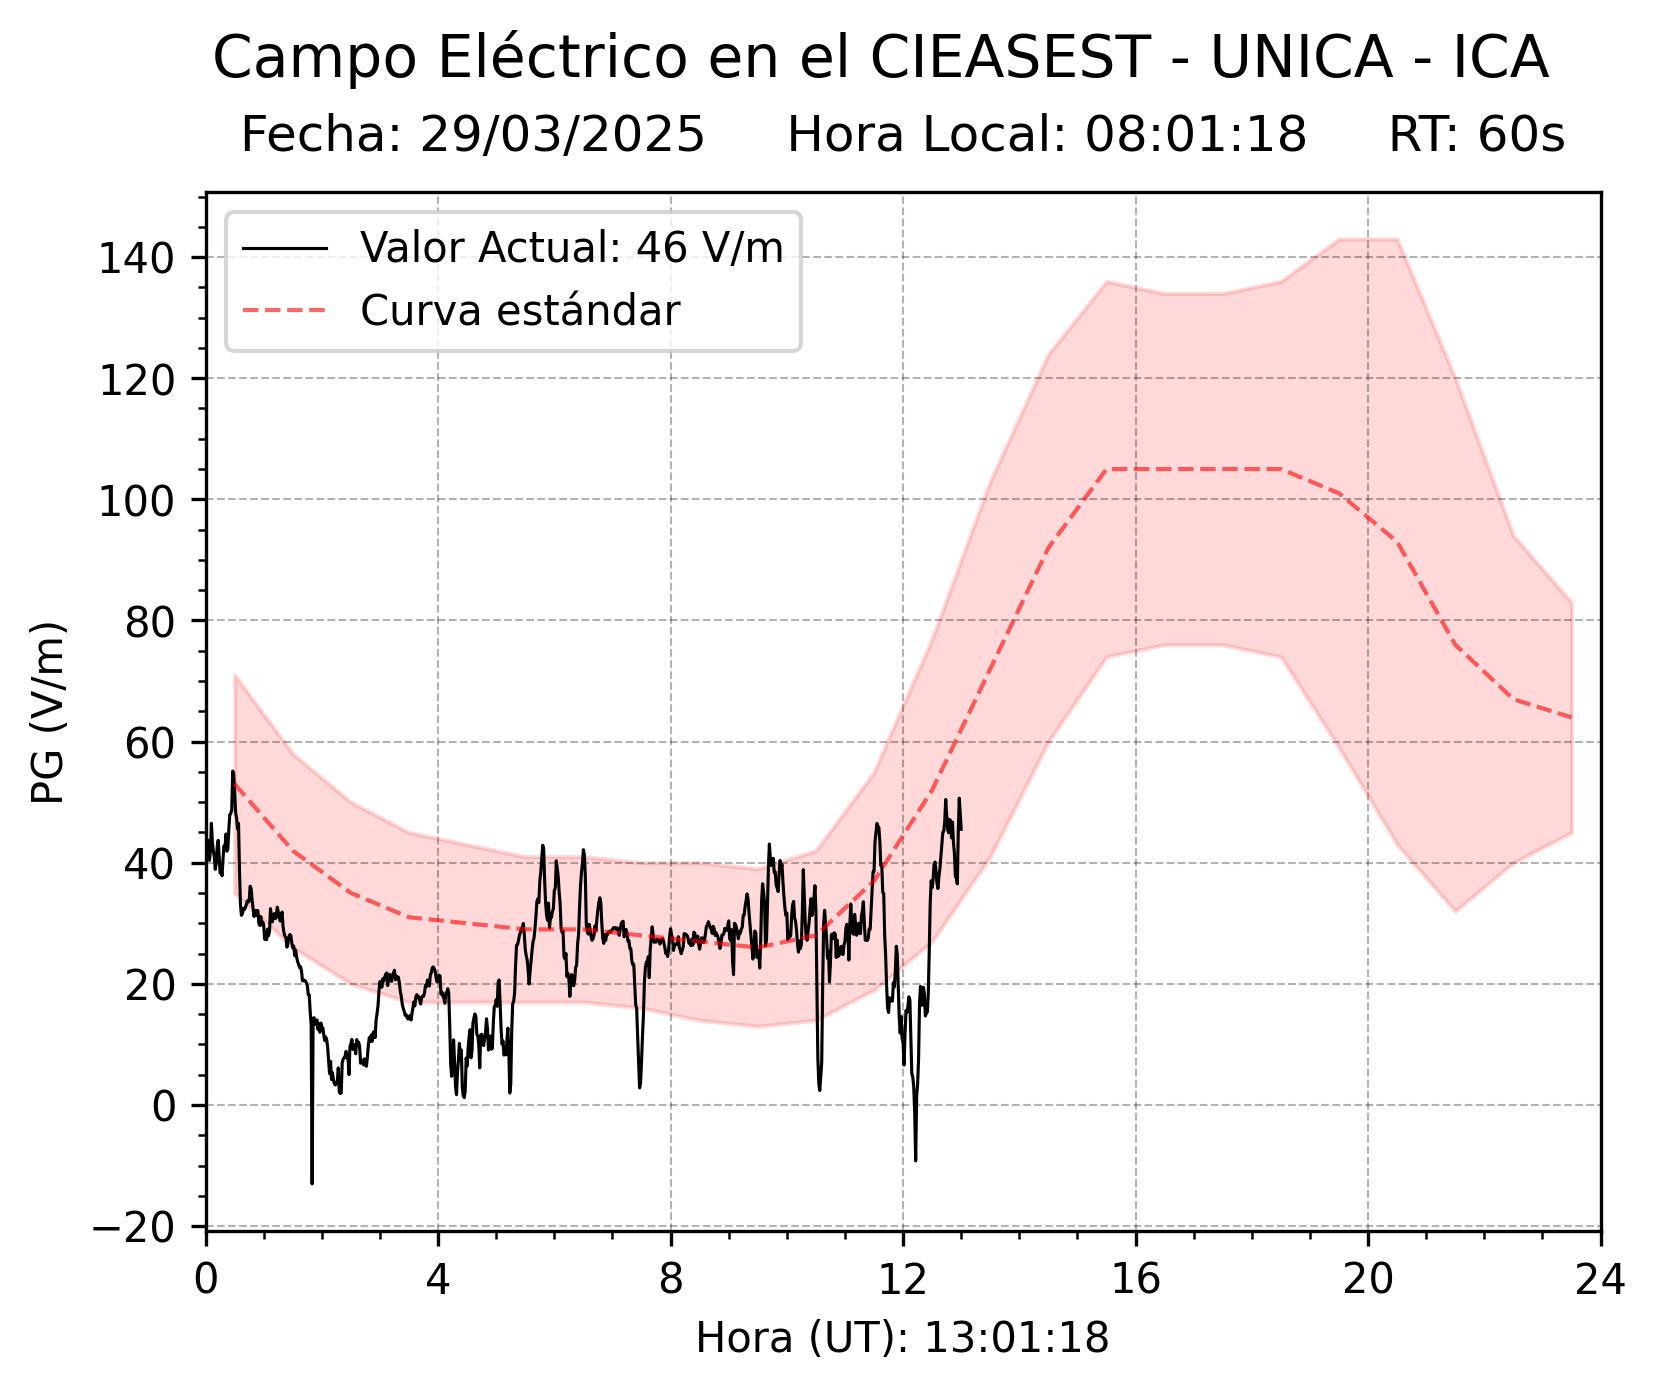 Campo Eléctrico en el CIEASEST - UNICA - ICA
Fecha: 29/03/2025 Hora Local: 08:01:18 RT: 60s
Valor Actual: 46 V/m
Curva estándar
PG (V/m)
140
120
100
80
60
40
20
0
−20
0 4 8 12 16 20 24
Hora (UT): 13:01:18